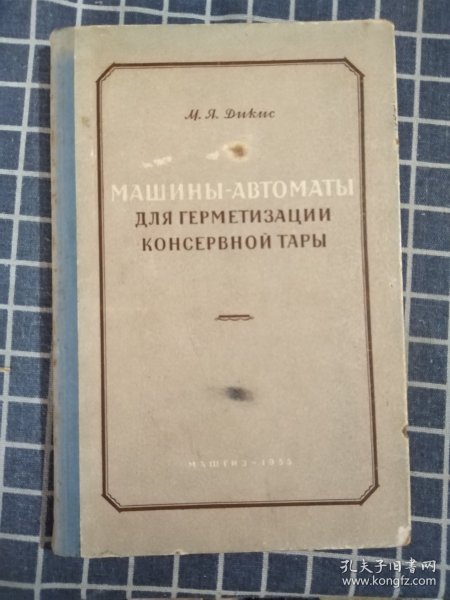 М. Я. Дикис
МАШИНЫ-АВТОМАТЫ
ДЛЯ ГЕРМЕТИЗАЦИИ
КОНСЕРВНОЙ ТАРЫ
МАШГИЗ - 1955
孔夫子旧书网
www.kongfz.com